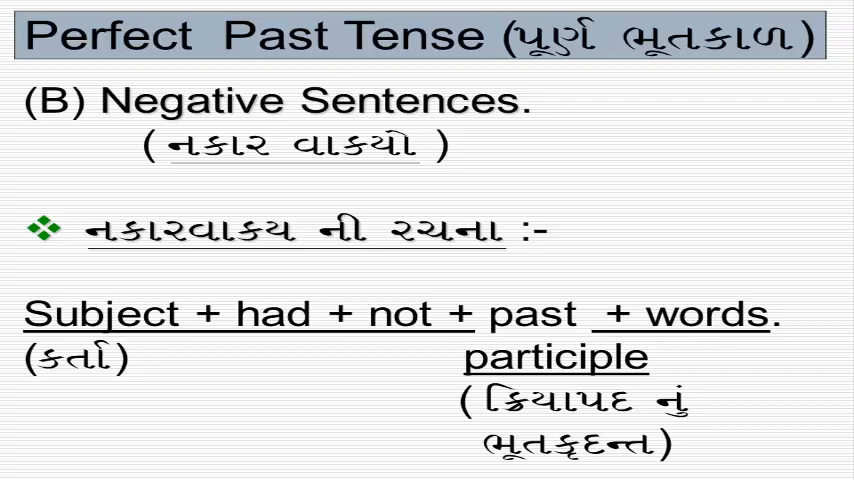 Perfect Past Tense (પૂર્ણ ભૂતકાળ)
(B) Negative Sentences.
( નકાર વાકયો )
❖ નકારવાકય ની રચના :-
Subject + had + not + past + words.
(કર્તા) participle
( ક્રિયાપદ નું
ભૂતકૃદન્ત)